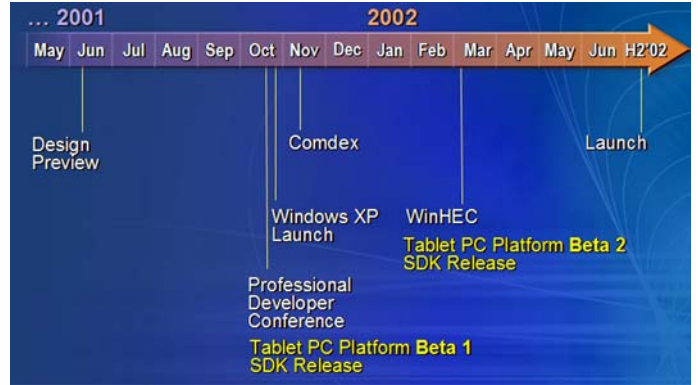 ... 2001
2002
May Jun Jul Aug Sep Oct Nov Dec Jan Feb Mar Apr May Jun H2'02
Design
Preview
Comdex
Launch
Windows XP
Launch
WinHEC
Tablet PC Platform Beta 2
SDK Release
Professional
Developer
Conference
Tablet PC Platform Beta 1
SDK Release